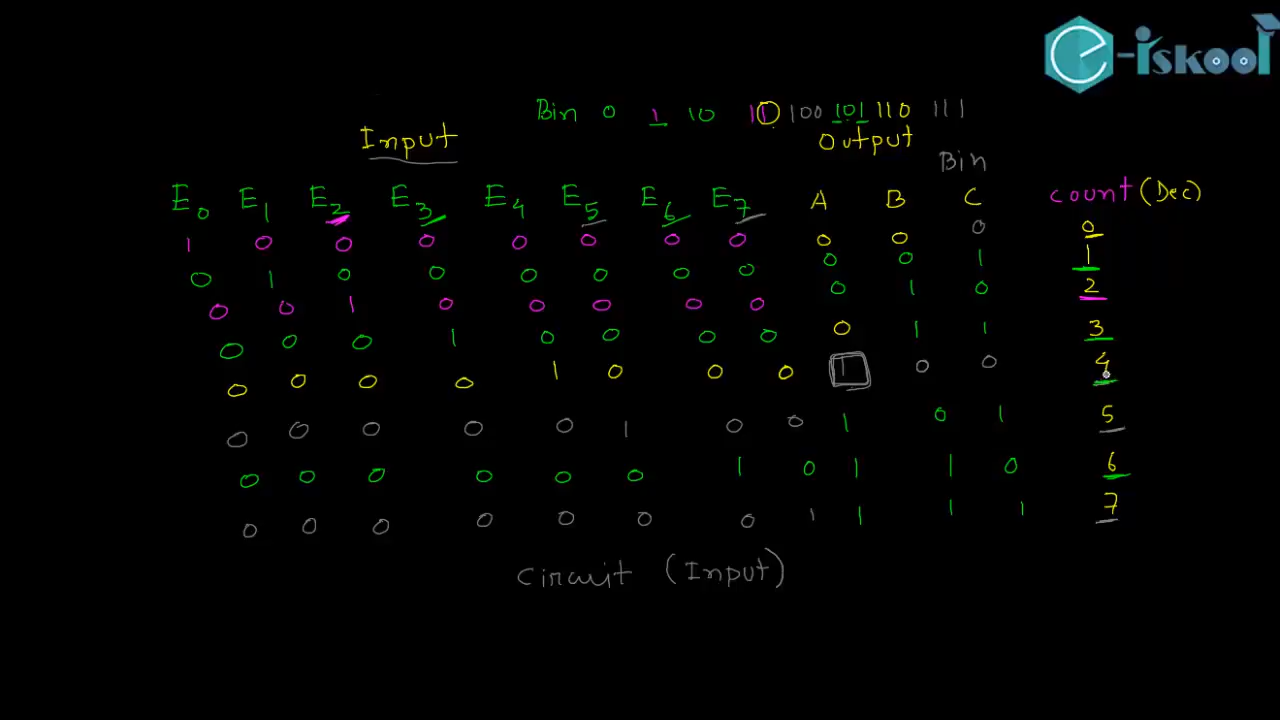 e-iskool
Bin 0 1 10 11 100 101 110 111
Input Output
Bin
E0 E1 E2 E3 E4 E5 E6 E7 A B C count (Dec)
1 0 0 0 0 0 0 0 0 0 0 0
0 1 0 0 0 0 0 0 0 0 1 1
0 0 1 0 0 0 0 0 0 1 0 2
0 0 0 1 0 0 0 0 0 1 1 3
0 0 0 0 1 0 0 0 1 0 0 4
0 0 0 0 0 1 0 0 1 0 1 5
0 0 0 0 0 0 1 0 1 1 0 6
0 0 0 0 0 0 0 1 1 1 1 7
Circuit (Input)